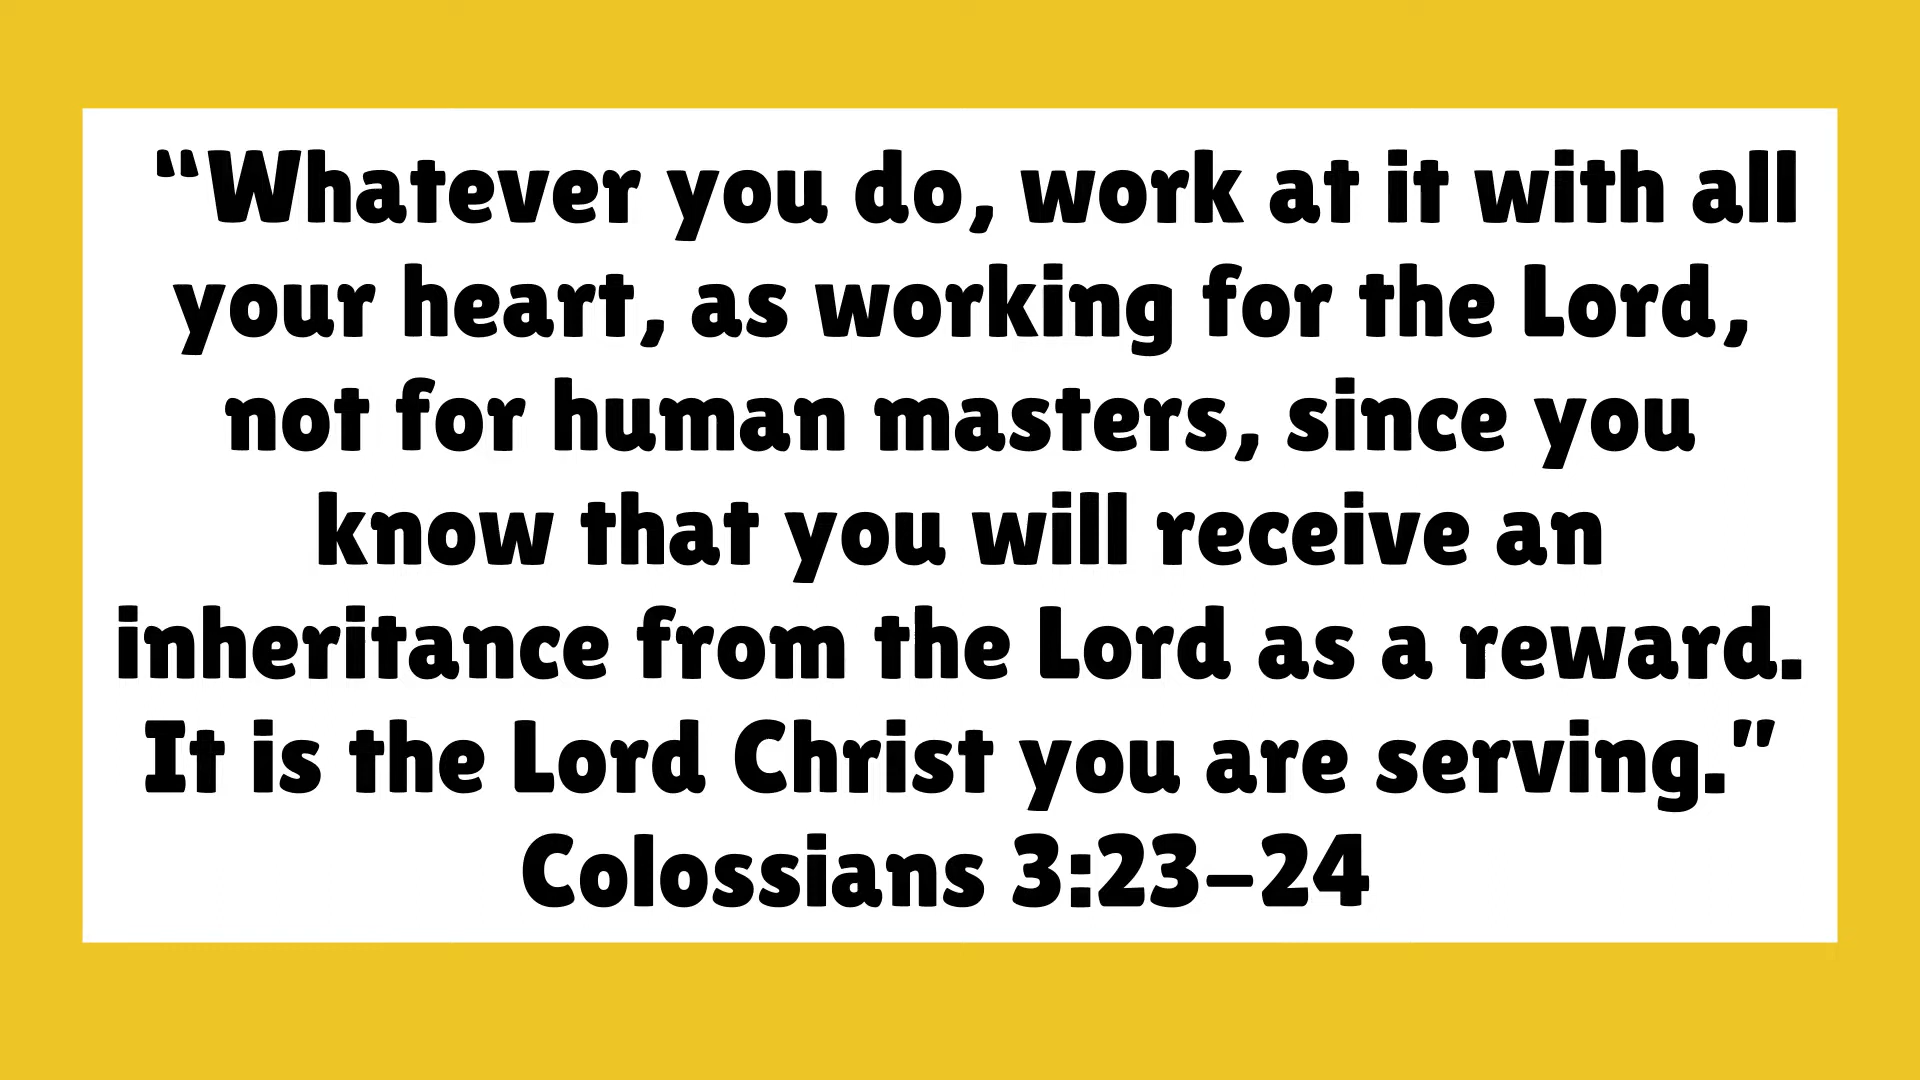 “Whatever you do, work at it with all
your heart, as working for the Lord,
not for human masters, since you
know that you will receive an
inheritance from the Lord as a reward.
It is the Lord Christ you are serving.”
Colossians 3:23–24